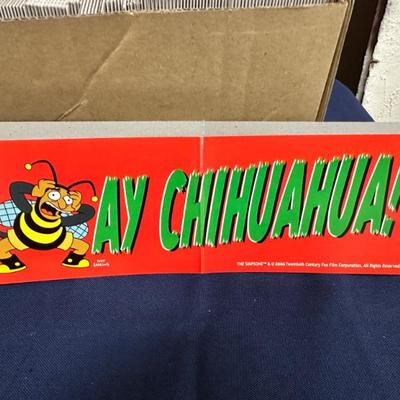 AY CHIHUAHUA!
THE SIMPSONS™ & © 2006 Twentieth Century Fox Film Corporation. All Rights Reserved